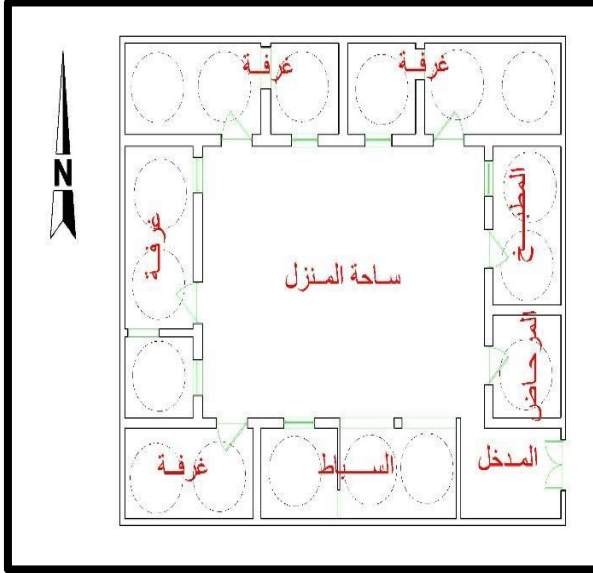 غرفة
غرفة
N
المطبخ
غرفة
ساحة المنزل
المرحاض
غرفة
السباط
المدخل